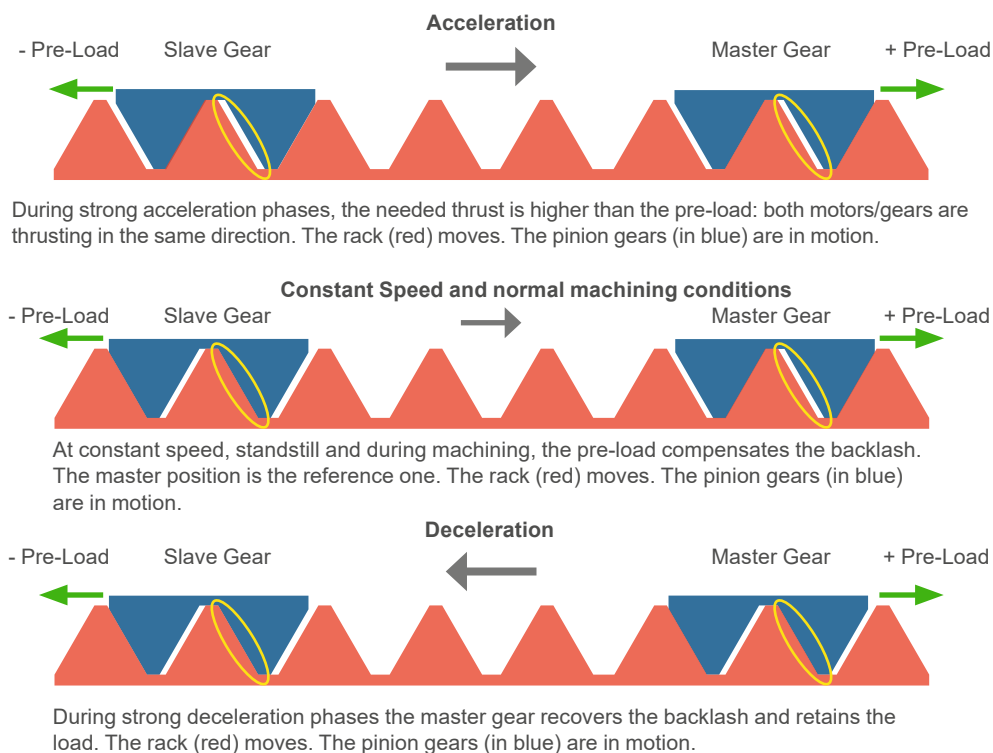 Acceleration
- Pre-Load Slave Gear Master Gear + Pre-Load
During strong acceleration phases, the needed thrust is higher than the pre-load: both motors/gears are
thrusting in the same direction. The rack (red) moves. The pinion gears (in blue) are in motion.
Constant Speed and normal machining conditions
- Pre-Load Slave Gear Master Gear + Pre-Load
At constant speed, standstill and during machining, the pre-load compensates the backlash.
The master position is the reference one. The rack (red) moves. The pinion gears (in blue)
are in motion.
Deceleration
- Pre-Load Slave Gear Master Gear + Pre-Load
During strong deceleration phases the master gear recovers the backlash and retains the
load. The rack (red) moves. The pinion gears (in blue) are in motion.